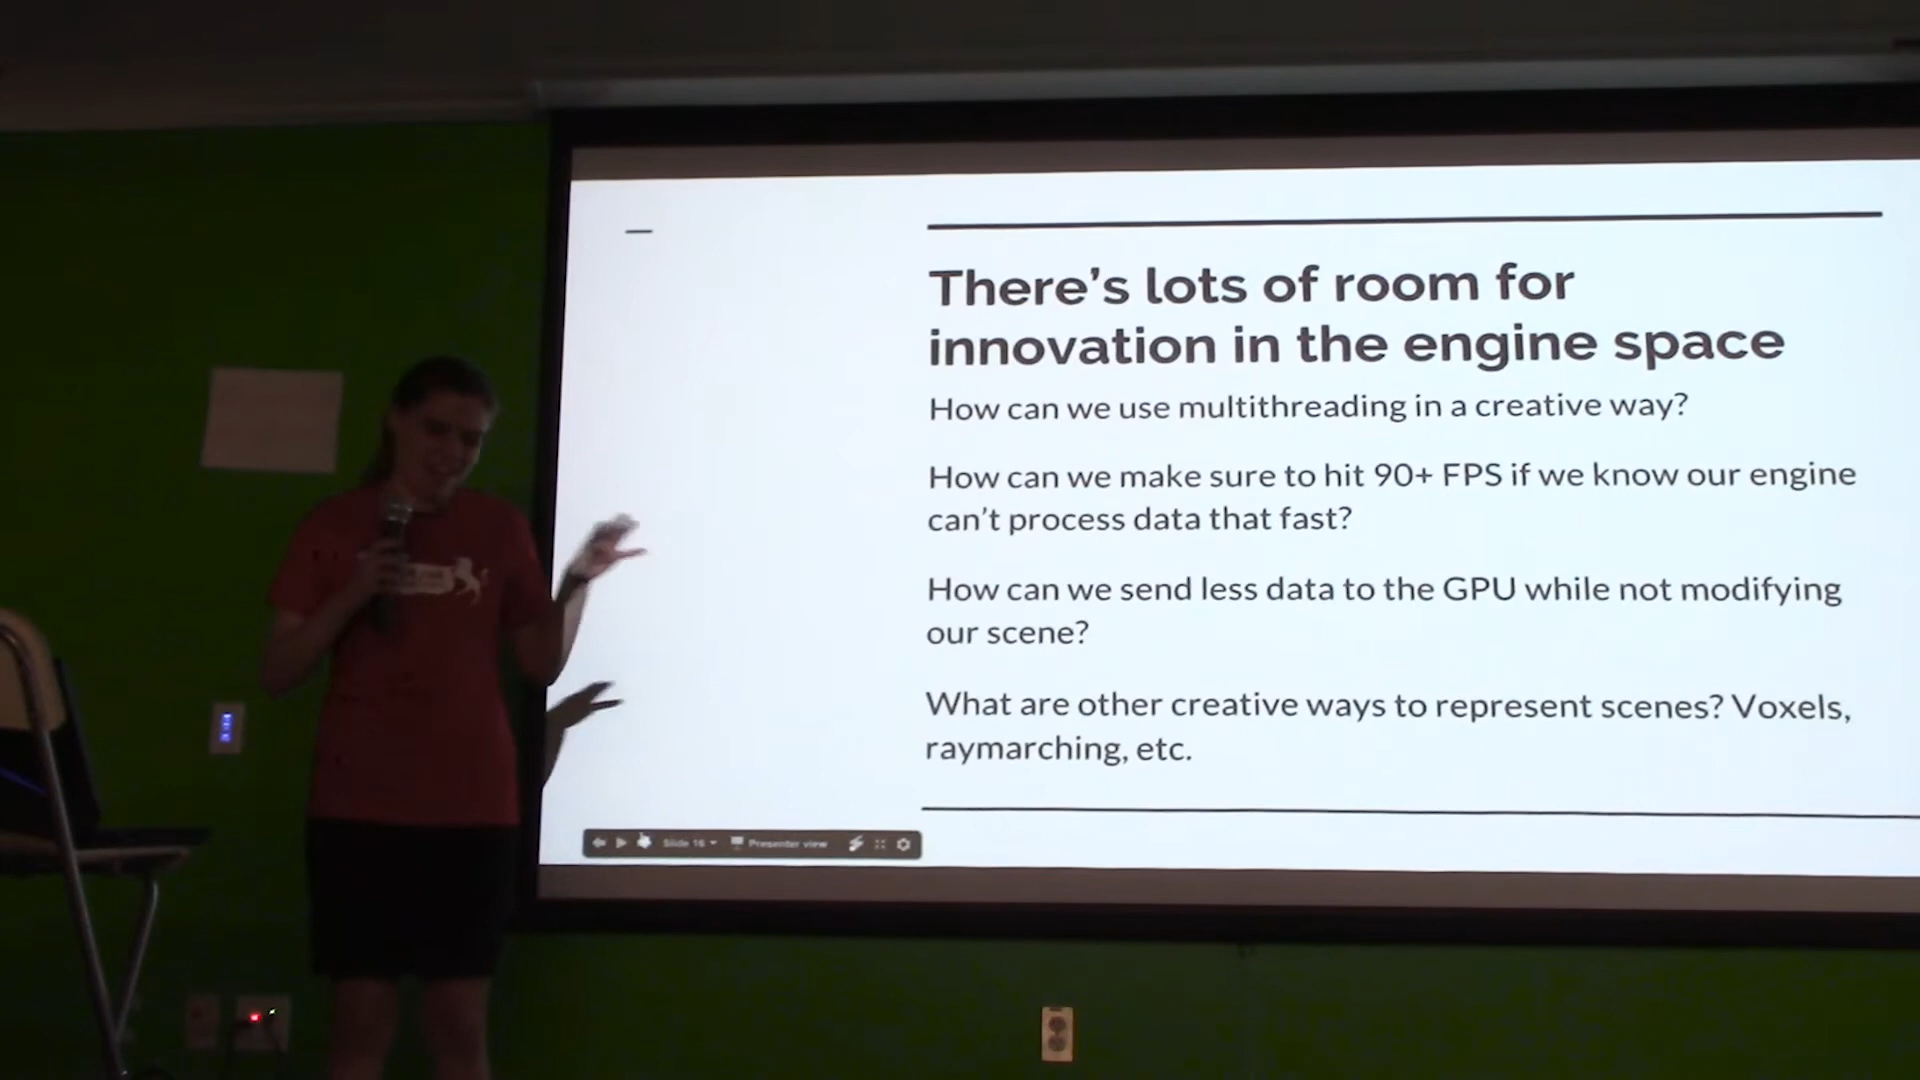 There’s lots of room for
innovation in the engine space
How can we use multithreading in a creative way?
How can we make sure to hit 90+ FPS if we know our engine
can’t process data that fast?
How can we send less data to the GPU while not modifying
our scene?
What are other creative ways to represent scenes? Voxels,
raymarching, etc.
Slide 16
Presenter view